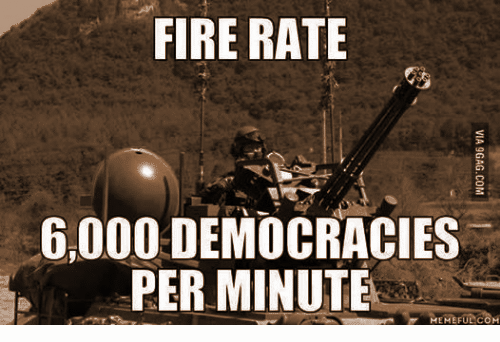 FIRE RATE
VIA 9GAG.COM
6,000 DEMOCRACIES
PER MINUTE
MEMEFUL.COM